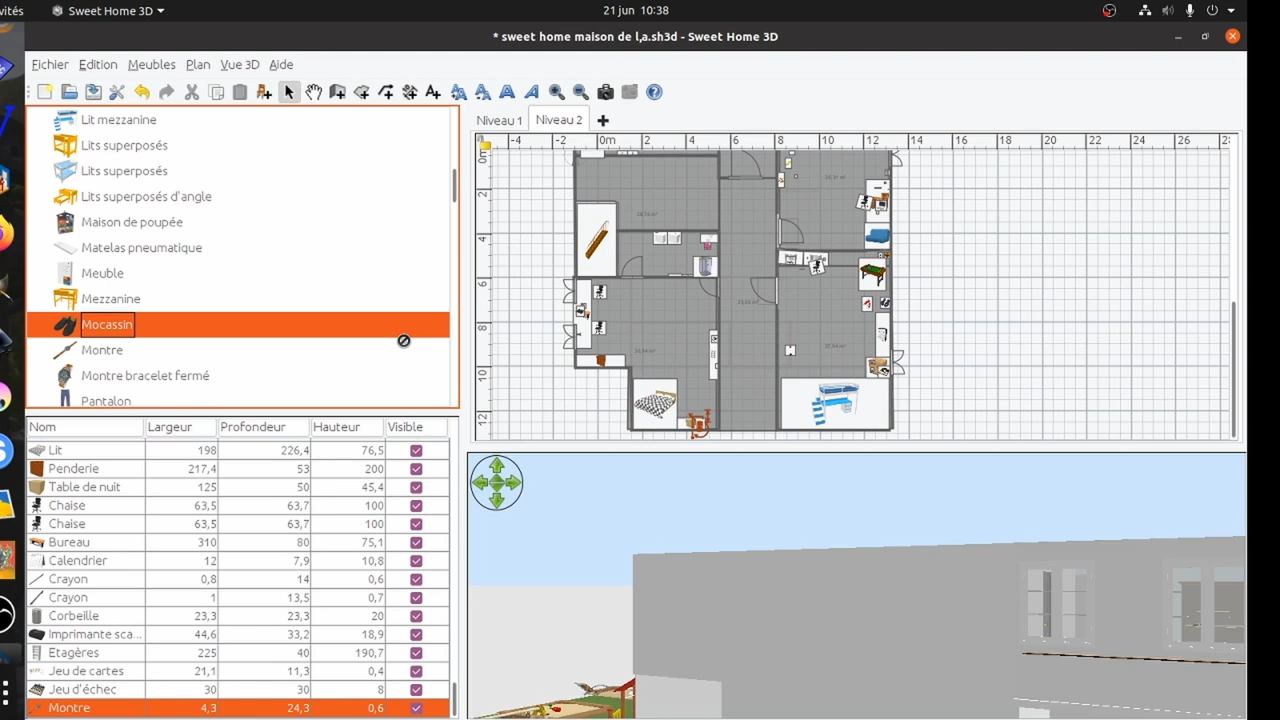 vités Sweet Home 3D 21 jun 10:38
* sweet home maison de l,a.sh3d - Sweet Home 3D
Fichier Edition Meubles Plan Vue 3D Aide
Lit mezzanine
Lits superposés
Lits superposés
Lits superposés d'angle
Maison de poupée
Matelas pneumatique
Meuble
Mezzanine
Mocassin
Montre
Montre bracelet fermé
Pantalon
Niveau 1 Niveau 2
-4 -2 0m 2 4 6 8 10 12 14 16 18 20 22 24 26
0m
2
4
6
8
10
12
Nom Largeur Profondeur Hauteur Visible
Lit 198 226,4 76,5
Penderie 217,4 53 200
Table de nuit 125 50 45,4
Chaise 63,5 63,7 100
Chaise 63,5 63,7 100
Bureau 310 80 75,1
Calendrier 12 7,9 10,8
Crayon 0,8 14 0,6
Crayon 1 13,5 0,7
Corbeille 23,3 23,3 20
Imprimante sca... 44,6 33,2 18,9
Etagères 225 40 190,7
Jeu de cartes 21,1 11,3 0,4
Jeu d'échec 30 30 8
Montre 4,3 24,3 0,6